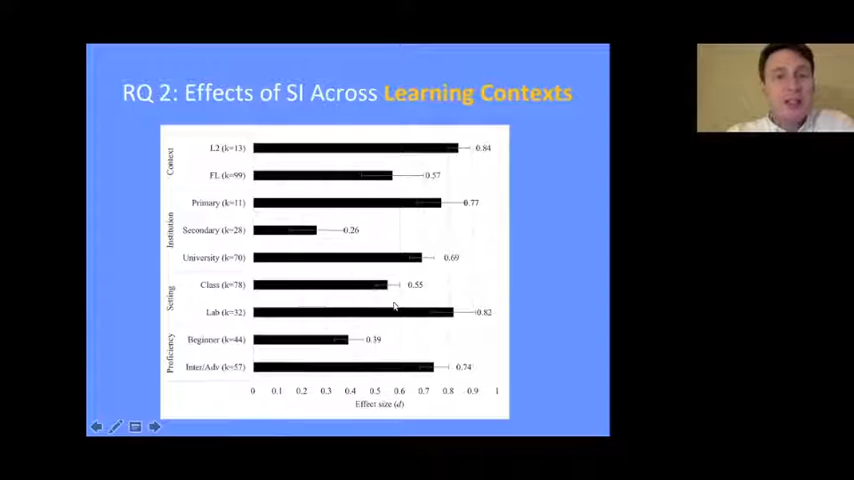 RQ 2: Effects of SI Across Learning Contexts
Context
L2 (k=13)
0.84
FL (k=99)
0.57
Institution
Primary (k=11)
0.77
Secondary (k=28)
0.26
University (k=70)
0.69
Setting
Class (k=78)
0.55
Lab (k=32)
0.82
Proficiency
Beginner (k=44)
0.39
Inter/Adv (k=57)
0.74
0 0.1 0.2 0.3 0.4 0.5 0.6 0.7 0.8 0.9 1
Effect size (d)